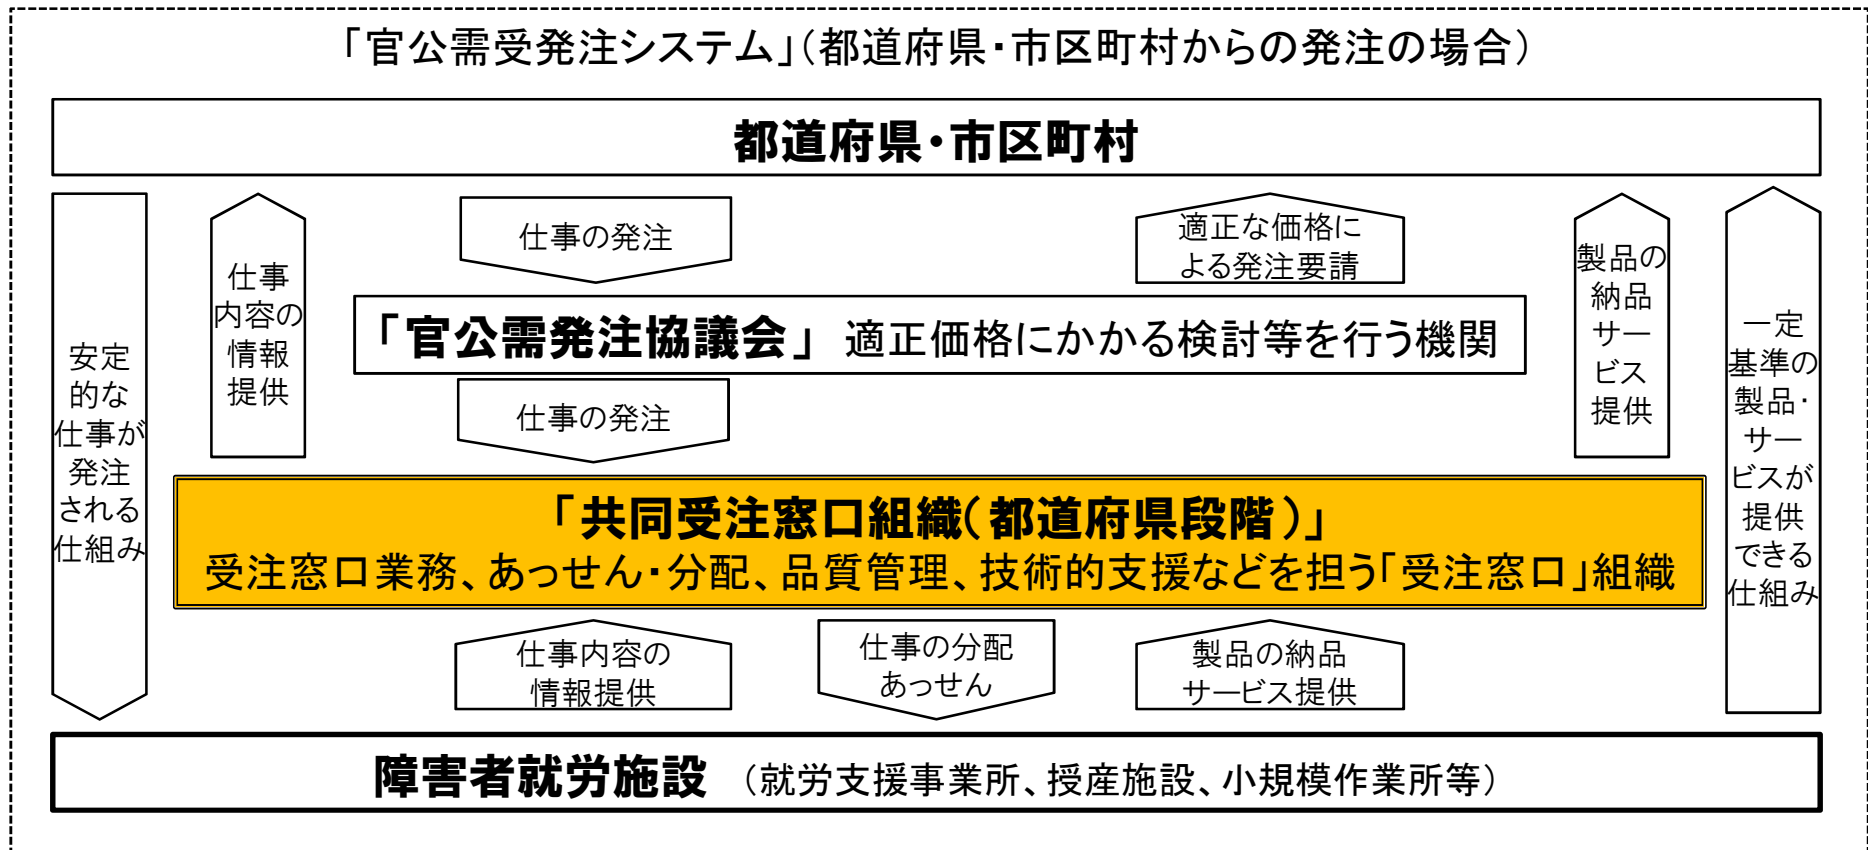 「官公需受発注システム」（都道府県・市区町村からの発注の場合）
都道府県・市区町村
安定
的な
仕事が
発注
される
仕組み
仕事
内容の
情報
提供
仕事の発注
適正な価格に
よる発注要請
製品の
納品
サー
ビス
提供
一定
基準の
製品・
サー
ビスが
提供
できる
仕組み
「官公需発注協議会」 適正価格にかかる検討等を行う機関
仕事の発注
「共同受注窓口組織（都道府県段階）」
受注窓口業務、あっせん・分配、品質管理、技術的支援などを担う「受注窓口」組織
仕事内容の
情報提供
仕事の分配
あっせん
製品の納品
サービス提供
障害者就労施設 （就労支援事業所、授産施設、小規模作業所等）